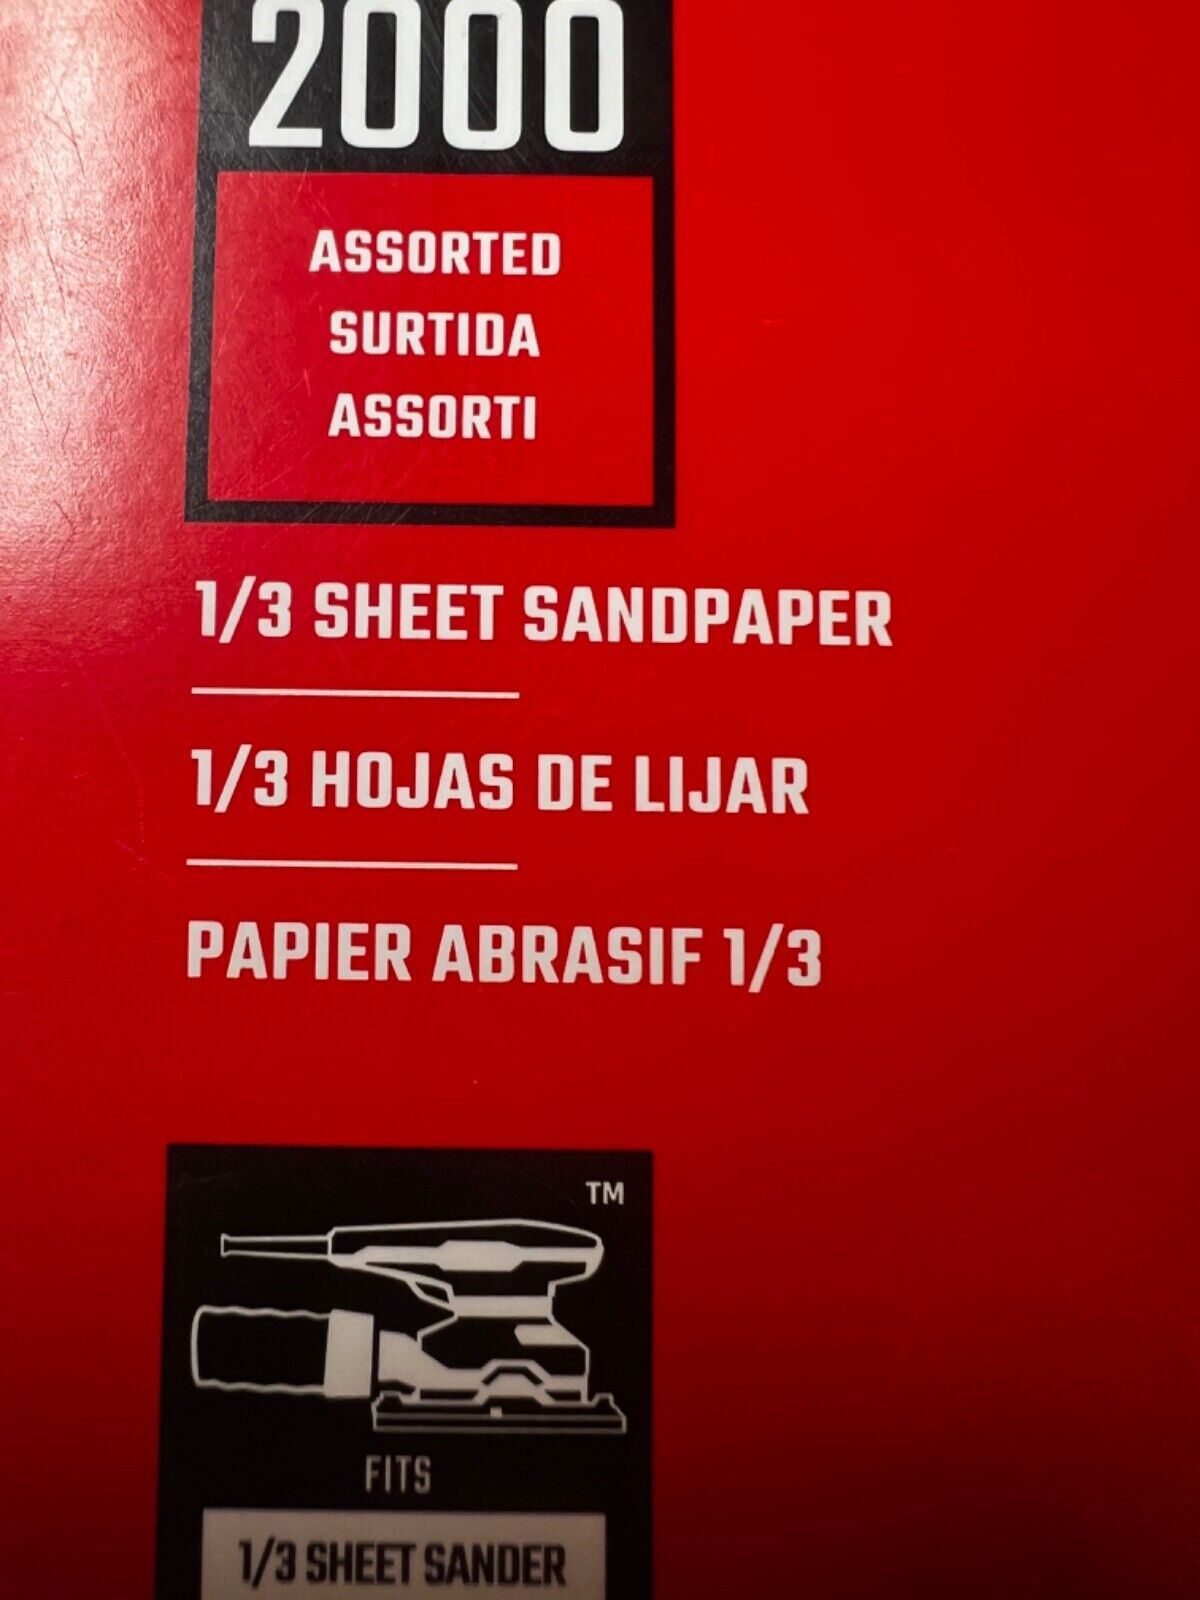 2000
ASSORTED
SURTIDA
ASSORTI
1/3 SHEET SANDPAPER
1/3 HOJAS DE LIJAR
PAPIER ABRASIF 1/3
TM
FITS
1/3 SHEET SANDER